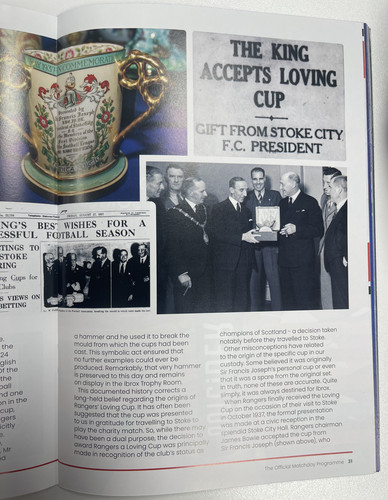 THE KING
ACCEPTS LOVING
CUP
GIFT FROM STOKE CITY
F.C. PRESIDENT
NG'S BEST WISHES FOR A
ESSFUL FOOTBALL SEASON
TINGS TO
STOKE
RING
ng Cups for
Clubs
S VIEWS ON
BETTING
24
a hammer and he used it to break the
mould from which the cups had been
cast. This symbolic act ensured that
no further examples could ever be
produced. Remarkably, that very hammer
is preserved to this day and remains
on display in the Ibrox Trophy Room.
This documented history corrects a
long-held belief regarding the origins of
Rangers' Loving Cup. It has often been
suggested that the cup was presented
to us in gratitude for travelling to Stoke to
play the charity match. So, while there may
have been a dual purpose, the decision to
award Rangers a Loving Cup was principally
made in recognition of the club's status as
champions of Scotland - a decision taken
notably before they travelled to Stoke.
Other misconceptions have related
to the origin of the specific cup in our
custody. Some believed it was originally
Sir Francis Joseph's personal cup or even
that it was a spare from the original set.
In truth, none of these are accurate. Quite
simply, it was always destined for Ibrox.
When Rangers finally received the Loving
Cup on the occasion of their visit to Stoke
in October 1937, the formal presentation
was made at a civic reception in the
splendid Stoke City Hall. Rangers chairman
James Bowie accepted the cup from
Sir Francis Joseph (shown above), who
The Official Matchday Programme 31